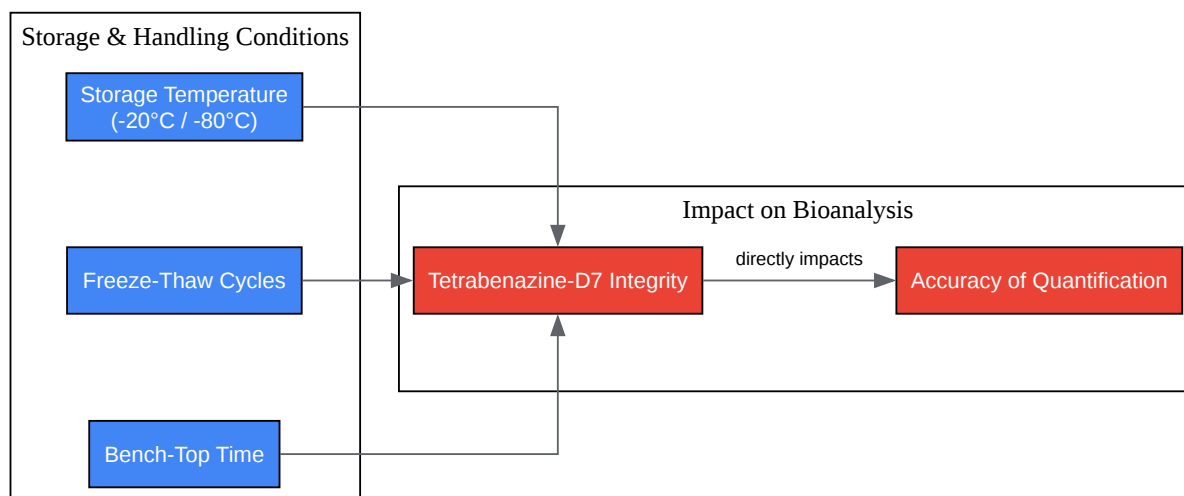 Storage & Handling Conditions
Storage Temperature
(-20°C / -80°C)
Freeze-Thaw Cycles
Bench-Top Time
Impact on Bioanalysis
Tetrabenazine-D7 Integrity
directly impacts
Accuracy of Quantification